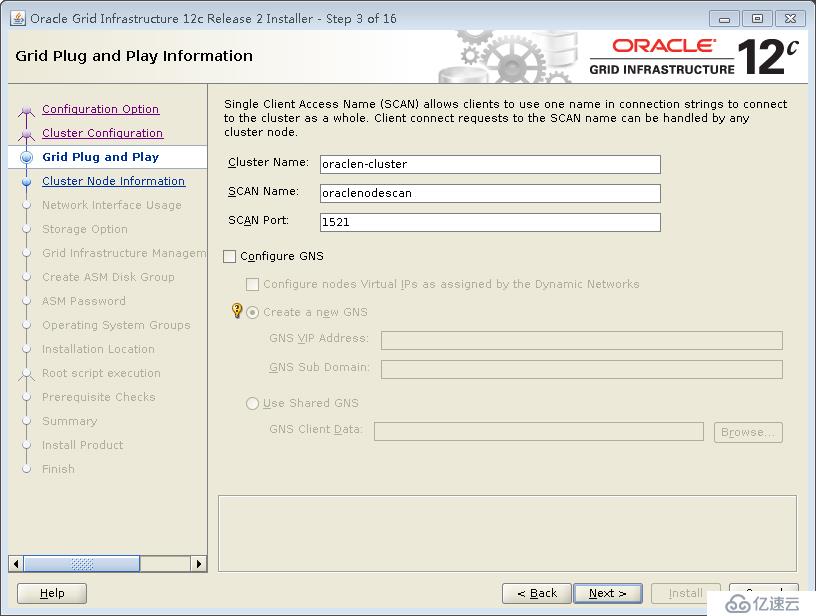 Oracle Grid Infrastructure 12c Release 2 Installer - Step 3 of 16
Grid Plug and Play Information
ORACLE
GRID INFRASTRUCTURE
12c
Configuration Option
Cluster Configuration
Grid Plug and Play
Cluster Node Information
Network Interface Usage
Storage Option
Grid Infrastructure Managem
Create ASM Disk Group
ASM Password
Operating System Groups
Installation Location
Root script execution
Prerequisite Checks
Summary
Install Product
Finish
Single Client Access Name (SCAN) allows clients to use one name in connection strings to connect
to the cluster as a whole. Client connect requests to the SCAN name can be handled by any
cluster node.
Cluster Name: oraclen-cluster
SCAN Name: oraclenodescan
SCAN Port: 1521
Configure GNS
Configure nodes Virtual IPs as assigned by the Dynamic Networks
Create a new GNS
GNS VIP Address:
GNS Sub Domain:
Use Shared GNS
GNS Client Data: Browse...
Help < Back Next > Install
亿速云